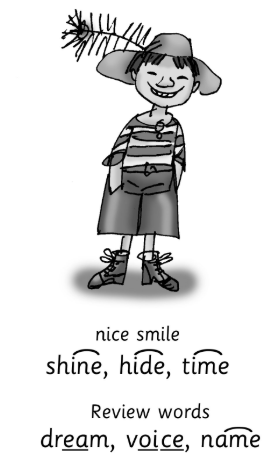 nice smile
shine, hide, time
Review words
dream, voice, name